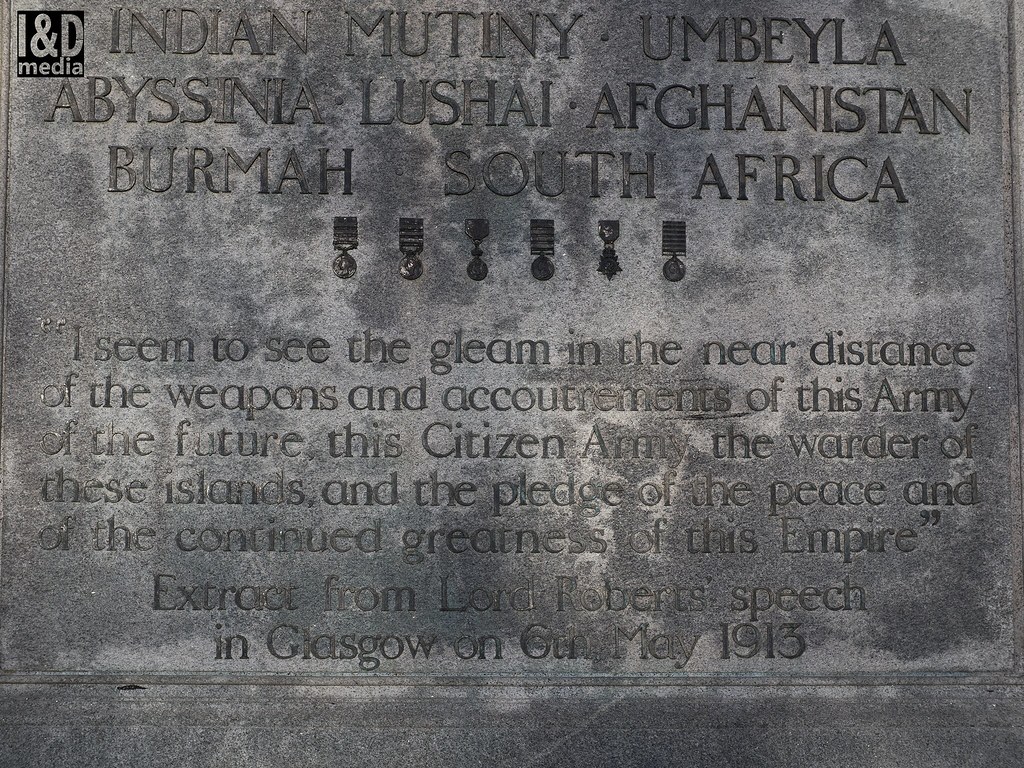 I&D
media
INDIAN MUTINY · UMBEYLA
ABYSSINIA · LUSHAI · AFGHANISTAN
BURMAH · SOUTH AFRICA
“I seem to see the gleam in the near distance
of the weapons and accoutrements of this Army
of the future, this Citizen Army, the warder of
these islands, and the pledge of the peace and
of the continued greatness of this Empire”
Extract from Lord Roberts' speech
in Glasgow on 6th May 1913